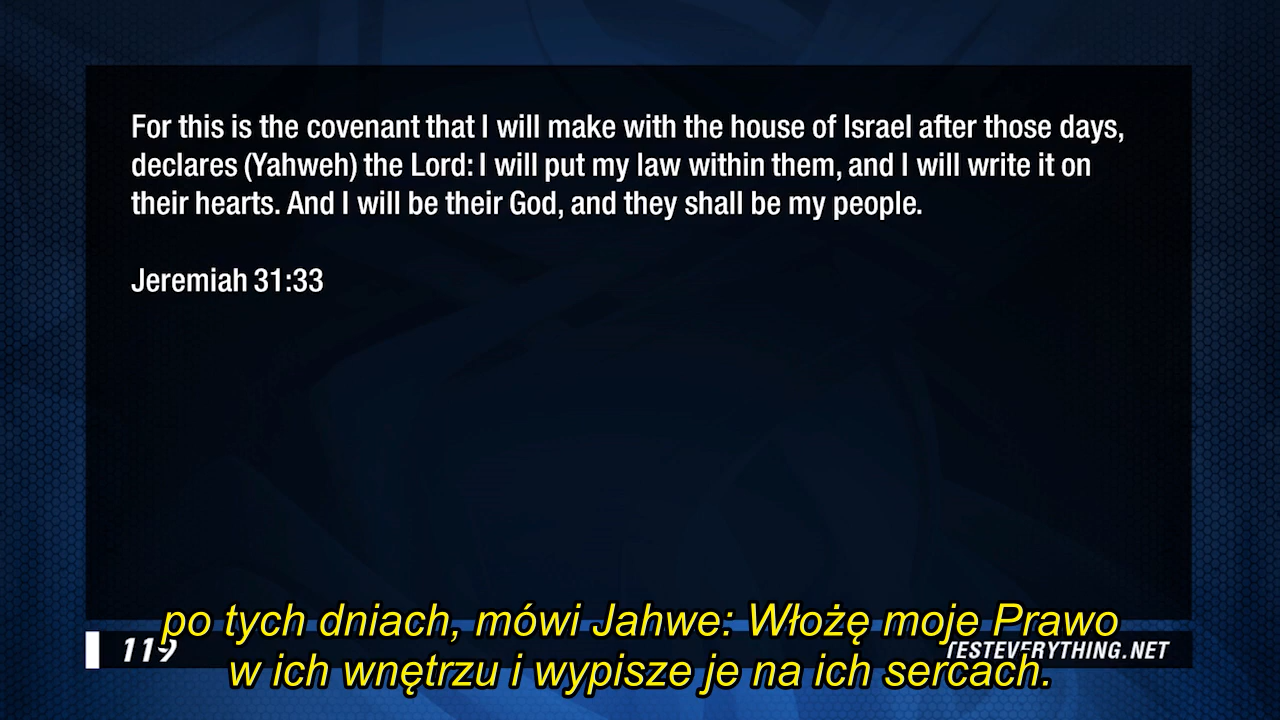 For this is the covenant that I will make with the house of Israel after those days,
declares (Yahweh) the Lord: I will put my law within them, and I will write it on
their hearts. And I will be their God, and they shall be my people.
Jeremiah 31:33
po tych dniach, mówi Jahwe: Włożę moje Prawo
w ich wnętrzu i wypisze je na ich sercach.
119
TESTEVERYTHING.NET